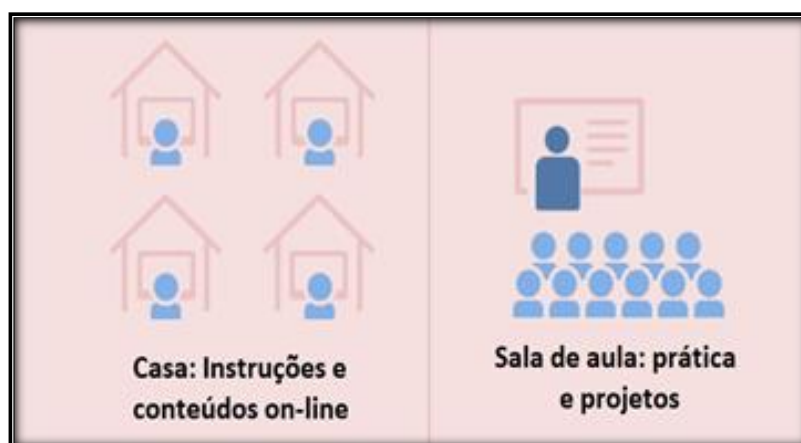 Casa: Instruções e
conteúdos on-line
Sala de aula: prática
e projetos